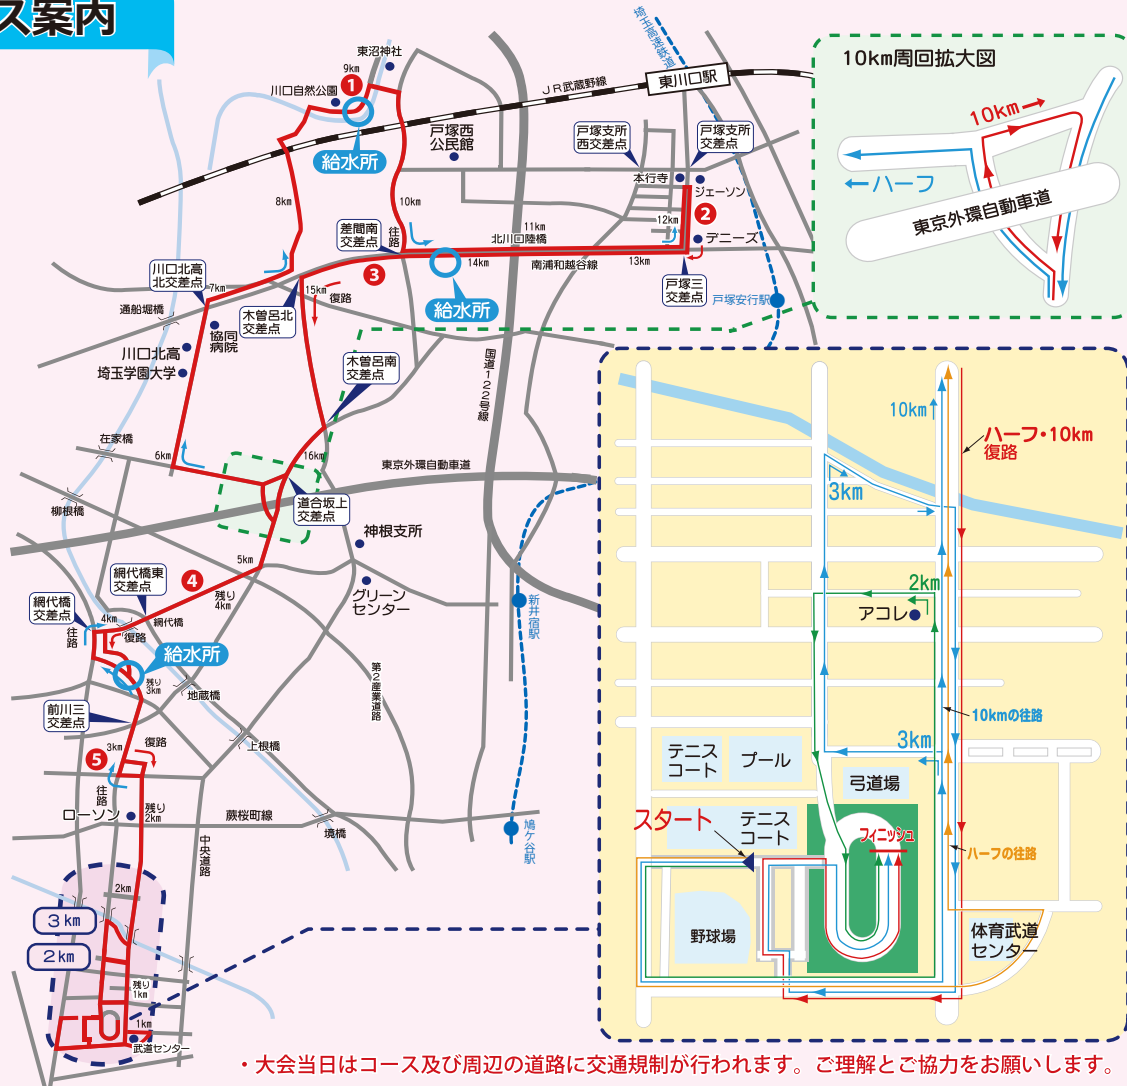 ス案内
東沼神社
9km
1
川口自然公園
給水所
JR武蔵野線
埼玉高速鉄道
東川口駅
戸塚西
公民館
戸塚支所
西交差点
戸塚支所
交差点
本行寺
ジェーソン
8km
10km
12km
2
デニーズ
差間南
交差点
往路
11km
北川口陸橋
14km
南浦和越谷線
13km
3
給水所
戸塚三
交差点
戸塚安行駅
川口北高
北交差点
7km
15km
復路
通船堀橋
木曽呂北
交差点
協同
病院
川口北高
埼玉学園大学
木曽呂南
交差点
国道122号線
在家橋
6km
16km
東京外環自動車道
柳根橋
道合坂上
交差点
神根支所
5km
網代橋東
交差点
4
残り
4km
グリーン
センター
新井宿駅
網代橋
交差点
4km
網代橋
往路
復路
給水所
残り
3km
地蔵橋
第2産業道路
前川三
交差点
上根橋
3km
復路
5
往路
ローソン
残り
2km
蕨桜町線
境橋
鳩ケ谷駅
中央道路
2km
3km
2km
残り
1km
1km
武道センター
10km周回拡大図
10km
ハーフ
東京外環自動車道
10km
ハーフ・10km
復路
3km
2km
アコレ
10kmの往路
3km
テニス
コート
プール
弓道場
スタート
テニス
コート
フィニッシュ
ハーフの往路
野球場
体育武道
センター
・大会当日はコース及び周辺の道路に交通規制が行われます。ご理解とご協力をお願いします。